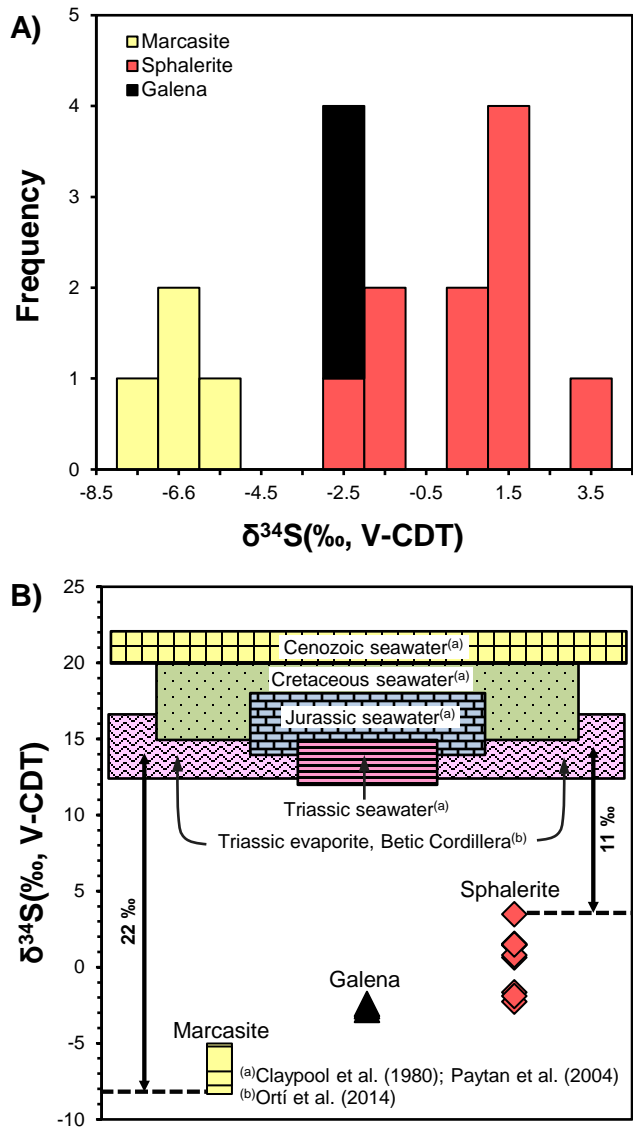 A)
Marcasite
Sphalerite
Galena
5
4
3
2
1
0
Frequency
-8.5 -6.6 -4.5 -2.5 -0.5 1.5 3.5
δ³⁴S(‰, V-CDT)
B)
25
20
15
10
5
0
-5
-10
δ³⁴S(‰, V-CDT)
Cenozoic seawater⁽ᵃ⁾
Cretaceous seawater⁽ᵃ⁾
Jurassic seawater⁽ᵃ⁾
Triassic seawater⁽ᵃ⁾
Triassic evaporite, Betic Cordillera⁽ᵇ⁾
11 ‰
22 ‰
Sphalerite
Galena
Marcasite
⁽ᵃ⁾Claypool et al. (1980); Paytan et al. (2004)
⁽ᵇ⁾Ortí et al. (2014)